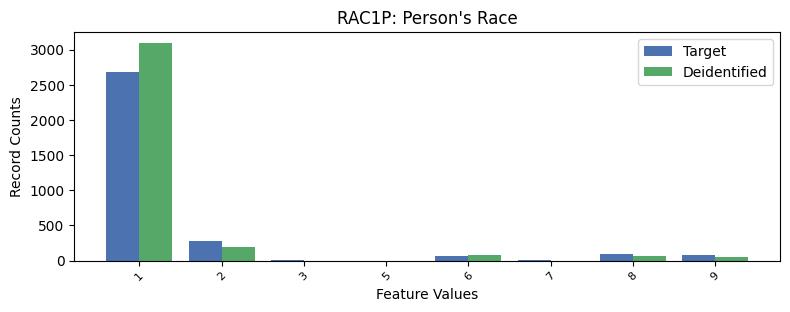 RAC1P: Person's Race
Target
Deidentified
Record Counts
3000
2500
2000
1500
1000
500
0
1 2 3 5 6 7 8 9
Feature Values